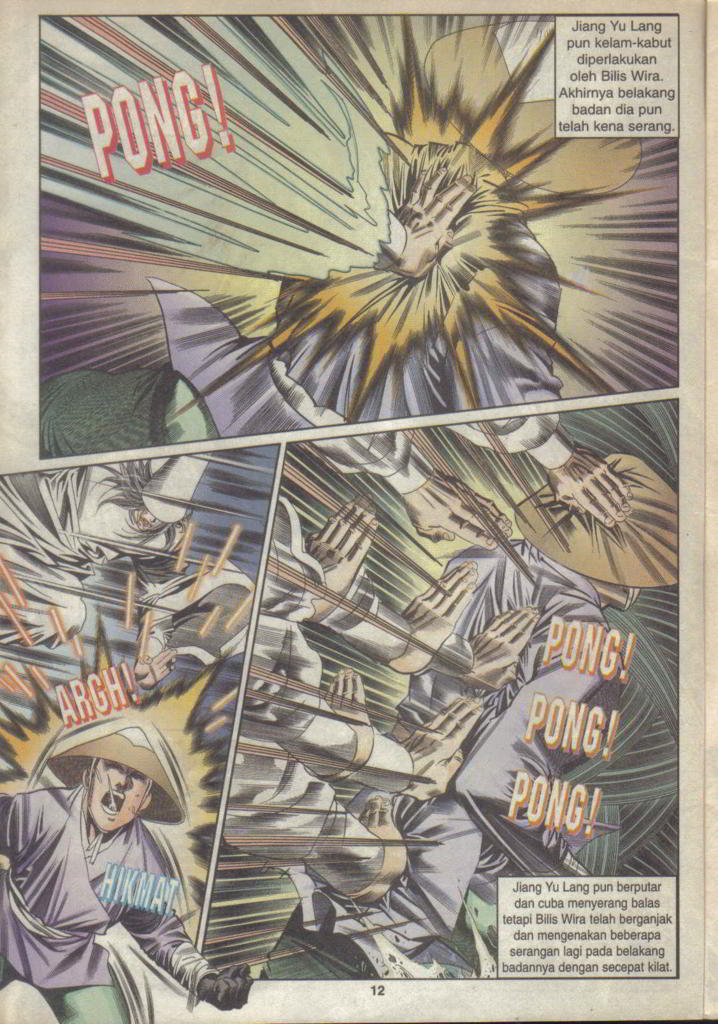 Jiang Yu Lang
pun kelam-kabut
diperlakukan
oleh Bilis Wira.
Akhirnya belakang
badan dia pun
telah kena serang.
PONG!
ARGH!
HIKMAT
PONG!
PONG!
PONG!
Jiang Yu Lang pun berputar
dan cuba menyerang balas
tetapi Bilis Wira telah berganjak
dan mengenakan beberapa
serangan lagi pada belakang
badannya dengan secepat kilat.
12